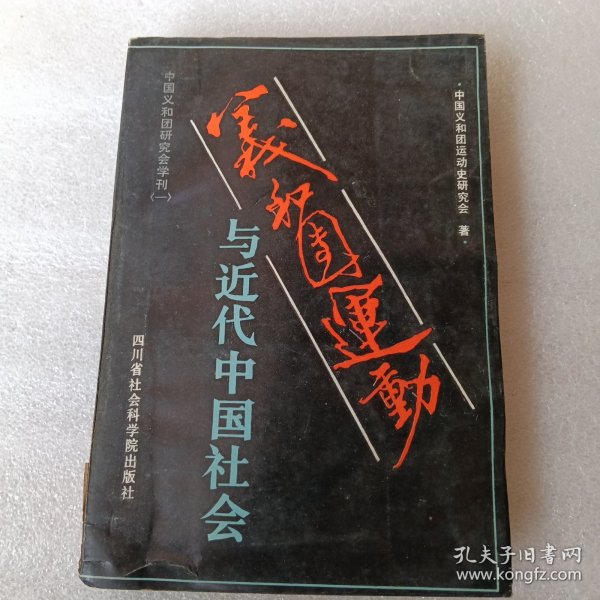 中国义和团研究会学刊〈一〉
·中国义和团运动史研究会 著·
義和團運動
与近代中国社会
四川省社会科学院出版社
孔夫子旧书网
www.kongfz.com